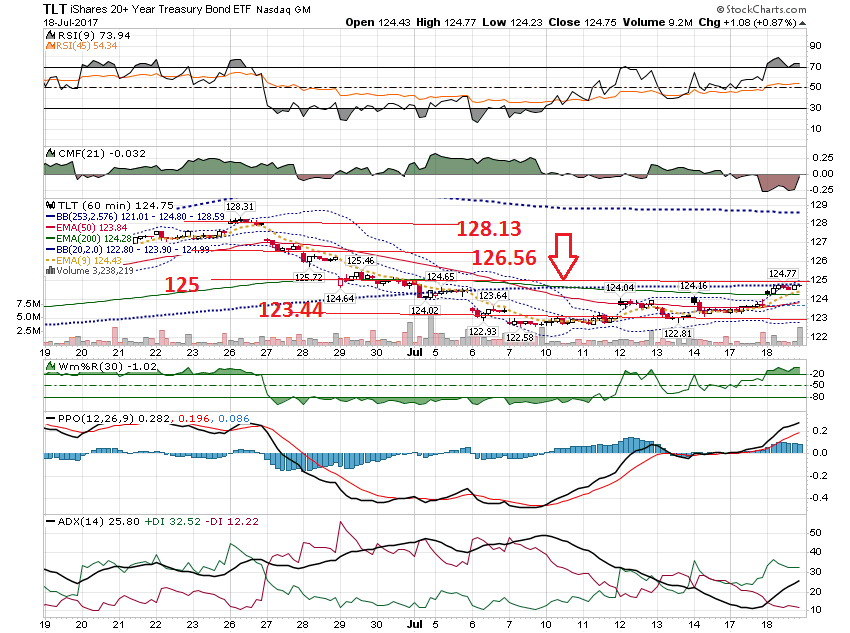 TLT iShares 20+ Year Treasury Bond ETF Nasdaq GM
© StockCharts.com
18-Jul-2017
Open 124.43 High 124.77 Low 124.23 Close 124.75 Volume 9.2M Chg +1.08 (+0.87%)
RSI(9) 73.94
RSI(45) 54.34
90
70
50
30
10
CMF(21) -0.032
0.25
0.00
-0.25
TLT (60 min) 124.75
BB(253,2.576) 121.01 - 124.80 - 128.59
EMA(50) 123.84
EMA(200) 124.28
BB(20,2.0) 122.80 - 123.90 - 124.99
EMA(9) 124.43
Volume 3,238,219
128.31
128.13
126.56
125.46
125.72
125
124.65
124.64
124.02
123.64
123.44
122.93
122.58
124.04
124.16
122.81
124.77
129
128
127
126
125
124
123
122
7.5M
5.0M
2.5M
19 20 21 22 23 26 27 28 29 30 Jul 5 6 7 10 11 12 13 14 17 18
Wm%R(30) -1.02
-20
-50
-80
PPO(12,26,9) 0.282, 0.196, 0.086
0.2
0.0
-0.2
-0.4
ADX(14) 25.80 +DI 32.52 -DI 12.22
50
40
30
20
10
19 20 21 22 23 26 27 28 29 30 Jul 5 6 7 10 11 12 13 14 17 18